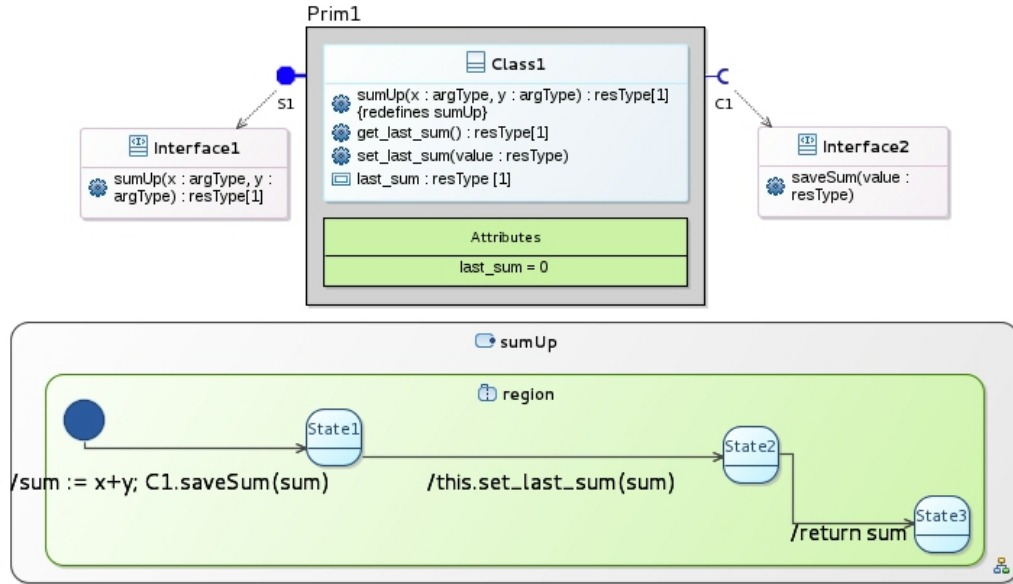 Prim1
Class1
sumUp(x : argType, y : argType) : resType[1]
{redefines sumUp}
get_last_sum() : resType[1]
set_last_sum(value : resType)
last_sum : resType [1]
Attributes
last_sum = 0
S1
<I>
Interface1
sumUp(x : argType, y :
argType) : resType[1]
C1
<I>
Interface2
saveSum(value :
resType)
sumUp
region
State1
State2
State3
/sum := x+y; C1.saveSum(sum)
/this.set_last_sum(sum)
/return sum